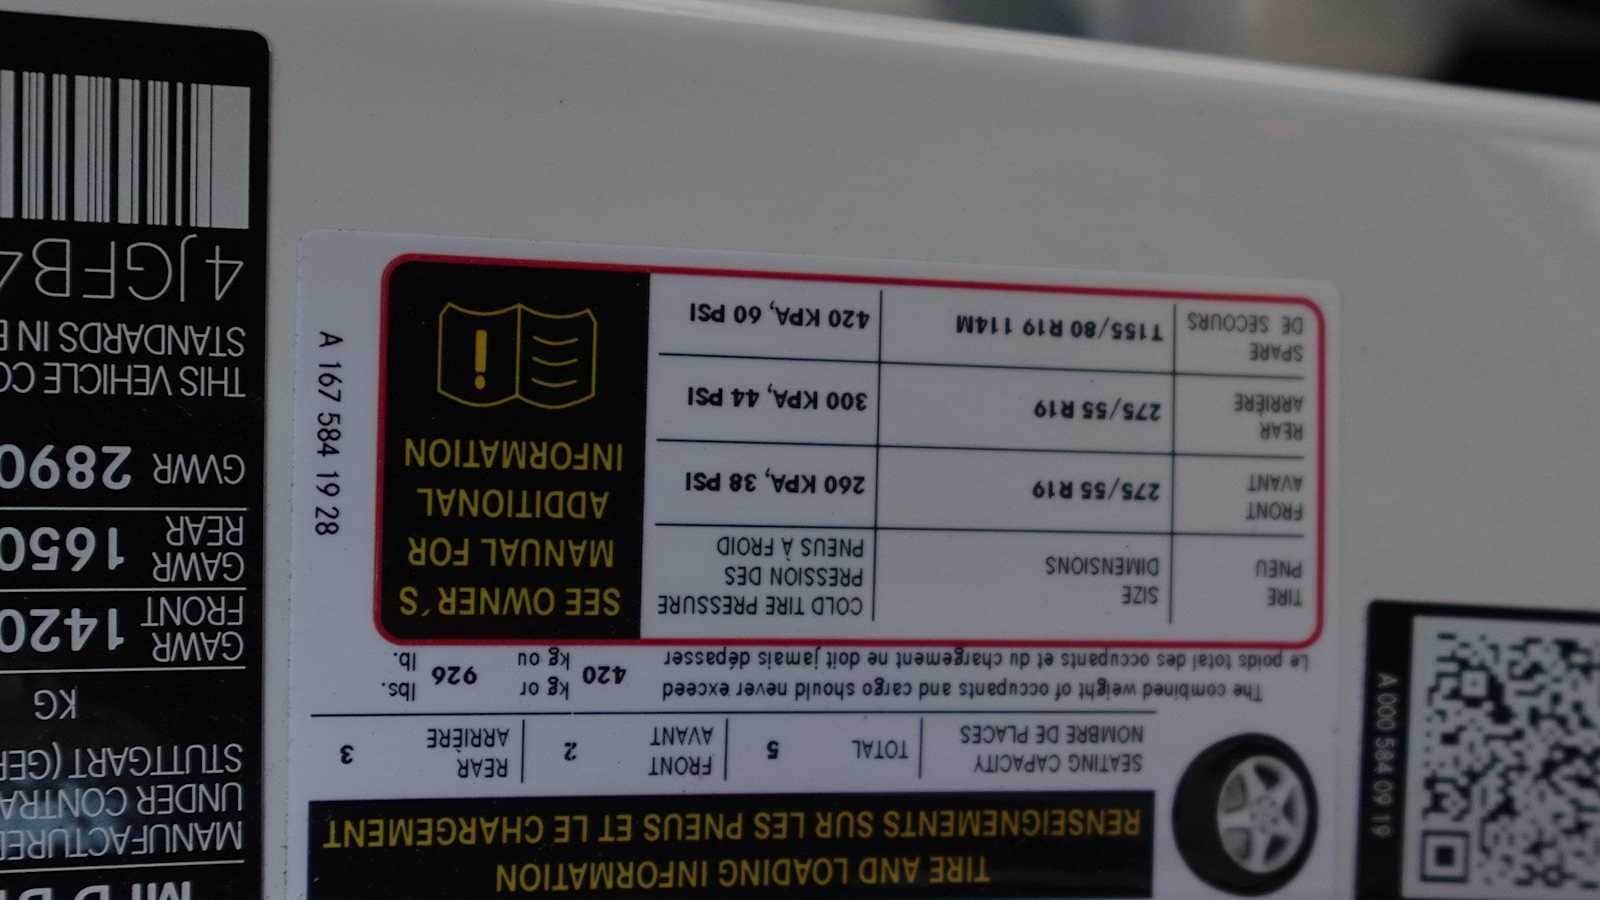 TIRE AND LOADING INFORMATION
RENSEIGNEMENTS SUR LES PNEUS ET LE CHARGEMENT
SEATING CAPACITY
NOMBRE DE PLACES
TOTAL 5
FRONT
AVANT 2
REAR
ARRIÈRE 3
The combined weight of occupants and cargo should never exceed 420 kg or 926 lbs.
Le poids total des occupants et du chargement ne doit jamais dépasser kg ou lb.
TIRE SIZE COLD TIRE PRESSURE
PNEU DIMENSIONS PRESSION DES
PNEUS À FROID
FRONT
AVANT 275/55 R19 260 KPA, 38 PSI
REAR
ARRIÈRE 275/55 R19 300 KPA, 44 PSI
SPARE
DE SECOURS T155/80 R19 114M 420 KPA, 60 PSI
SEE OWNER´S
MANUAL FOR
ADDITIONAL
INFORMATION
A 167 584 19 28
A 000 584 09 19
MANUFACTURED
UNDER CONTRA
STUTTGART (GER
KG
GAWR
FRONT 1420
GAWR
REAR 1650
GVWR 2890
THIS VEHICLE CO
STANDARDS IN E
4JGFB4